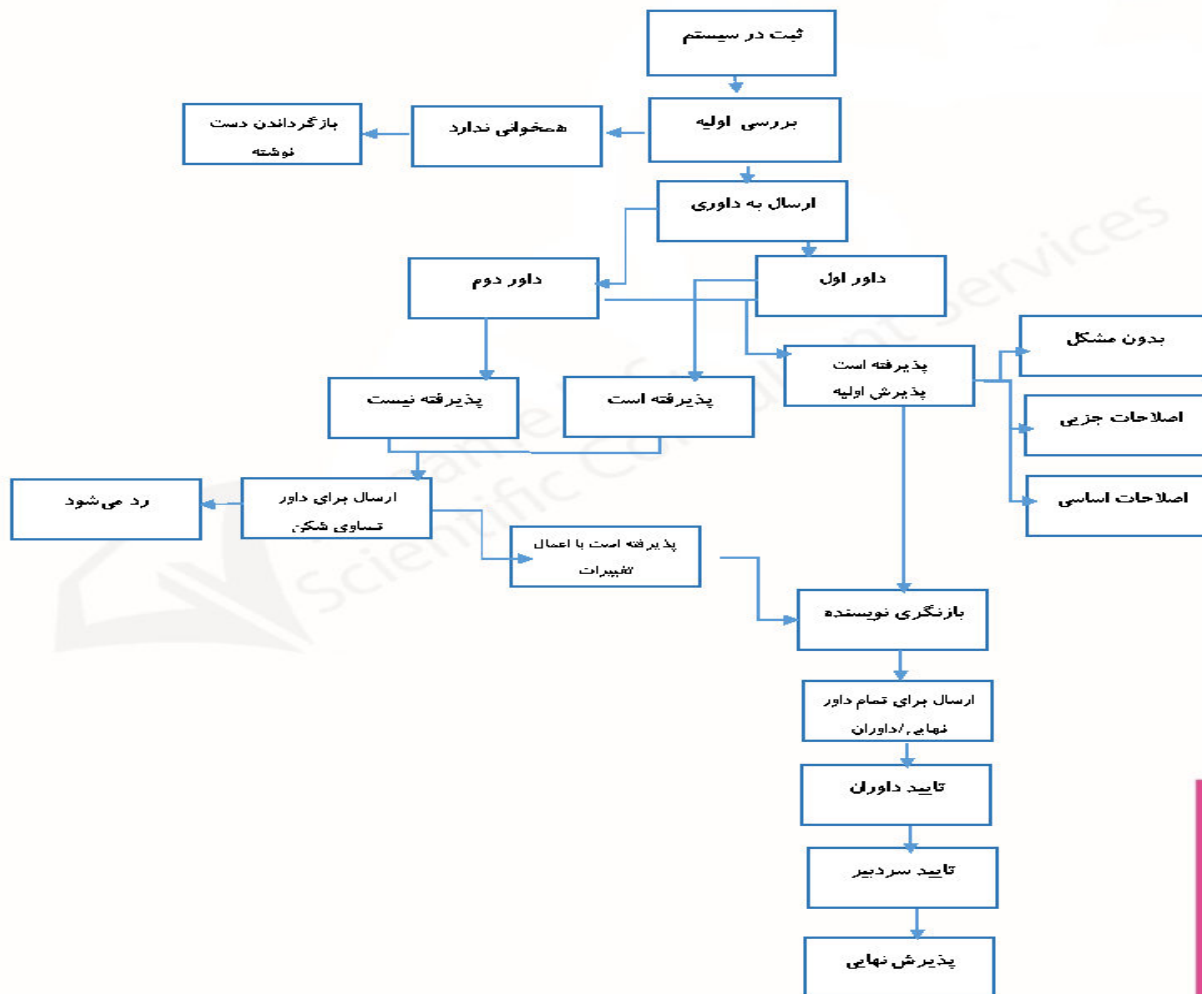 ثبت در سیستم
بررسی اولیه
همخوانی ندارد
بازگرداندن دست
نوشته
ارسال به داوری
داور اول
داور دوم
بدون مشکل
پذیرفته است
پذیرش اولیه
پذیرفته است
پذیرفته نیست
اصلاحات جزیی
اصلاحات اساسی
ارسال برای داور
تساوی شکن
رد می‌شود
پذیرفته است با اعمال
تغییرات
بازنگری نویسنده
ارسال برای تمام داور
نهایی/داوران
تایید داوران
تایید سردبیر
پذیرش نهایی
Services
Scientific